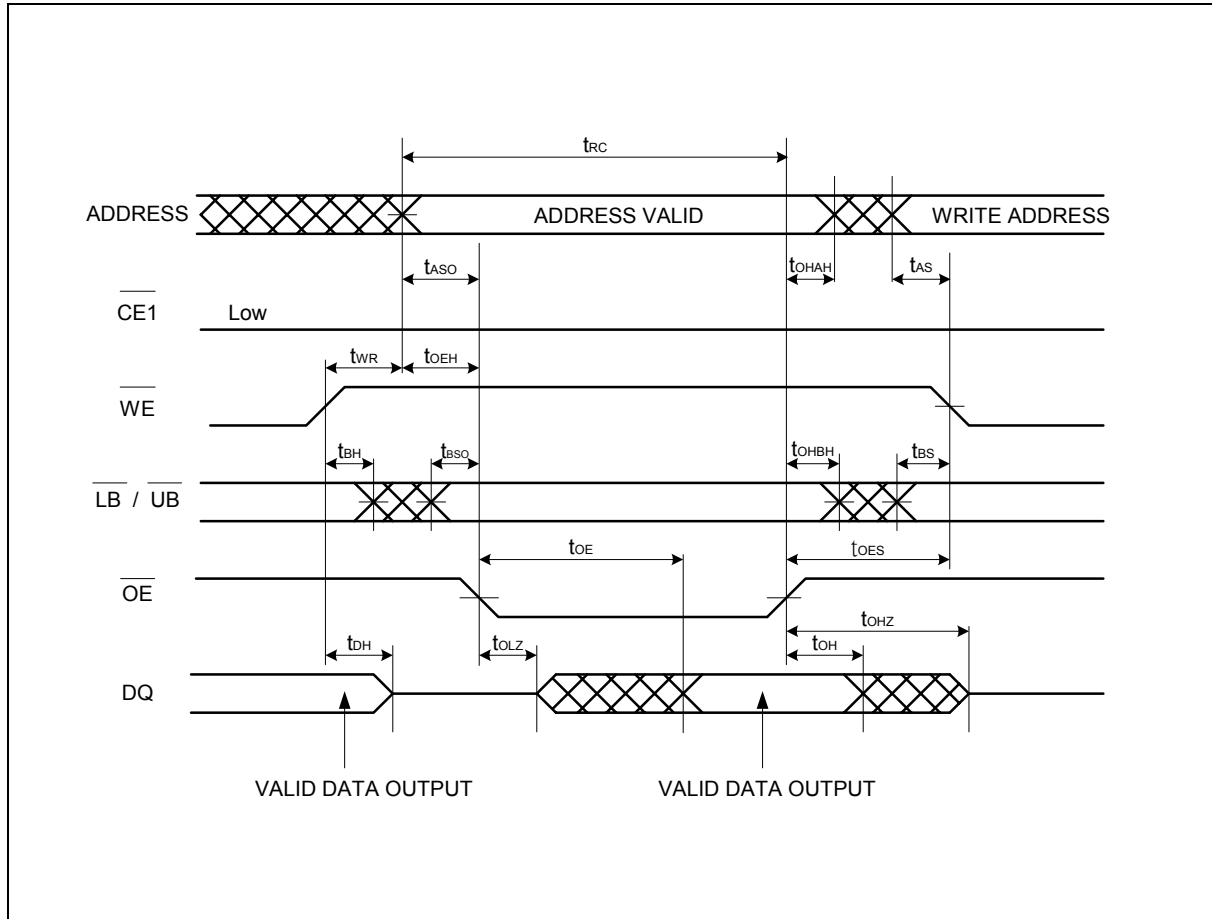 tRC
ADDRESS ADDRESS VALID WRITE ADDRESS
tASO tOHAH tAS
CE1 Low
tWR tOEH
WE
tBH tBSO tOHBH tBS
LB / UB
tOE tOES
OE
tOHZ
tDH tOLZ tOH
DQ
VALID DATA OUTPUT VALID DATA OUTPUT